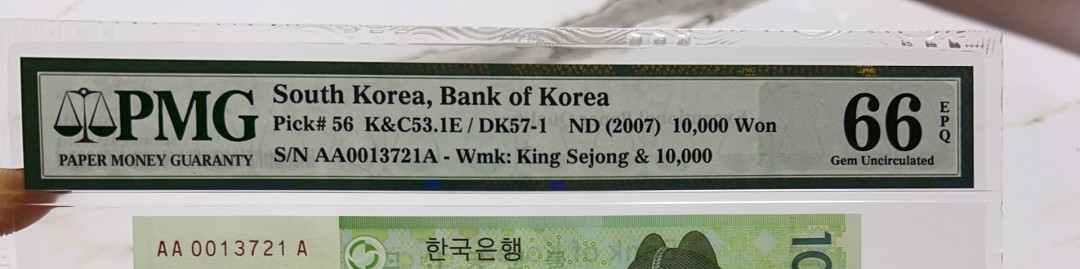 PMG
PAPER MONEY GUARANTY
South Korea, Bank of Korea
Pick# 56 K&C53.1E / DK57-1 ND (2007) 10,000 Won
S/N AA0013721A - Wmk: King Sejong & 10,000
66
EPQ
Gem Uncirculated
AA 0013721 A
한국은행
10